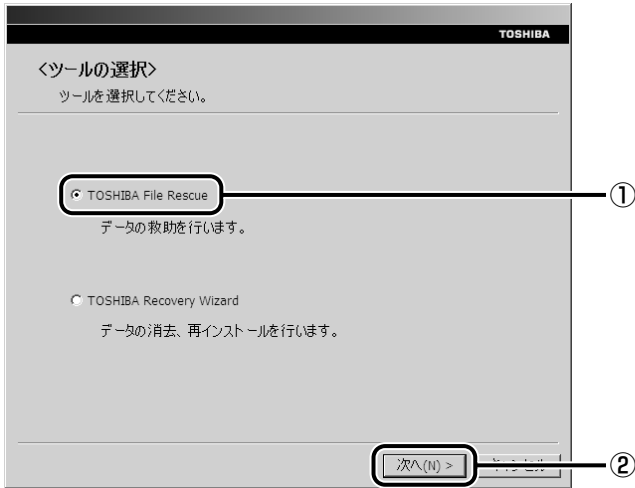 TOSHIBA
<ツールの選択>
ツールを選択してください。
TOSHIBA File Rescue
①
データの救助を行います。
TOSHIBA Recovery Wizard
データの消去、再インストールを行います。
次へ(N) >
②